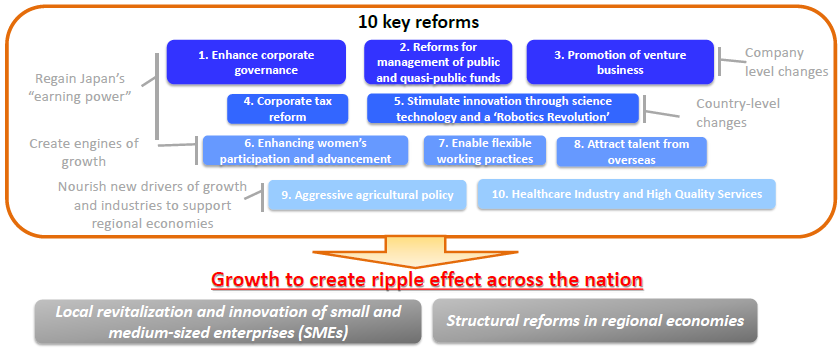 10 key reforms
1. Enhance corporate
governance
2. Reforms for
management of public
and quasi-public funds
3. Promotion of venture
business
Company
level changes
Regain Japan's
"earning power"
4. Corporate tax
reform
5. Stimulate innovation through science
technology and a 'Robotics Revolution'
Country-level
changes
Create engines of
growth
6. Enhancing women's
participation and advancement
7. Enable flexible
working practices
8. Attract talent from
overseas
Nourish new drivers of growth
and industries to support
regional economies
9. Aggressive agricultural policy
10. Healthcare Industry and High Quality Services
Growth to create ripple effect across the nation
Local revitalization and innovation of small and
medium-sized enterprises (SMEs)
Structural reforms in regional economies